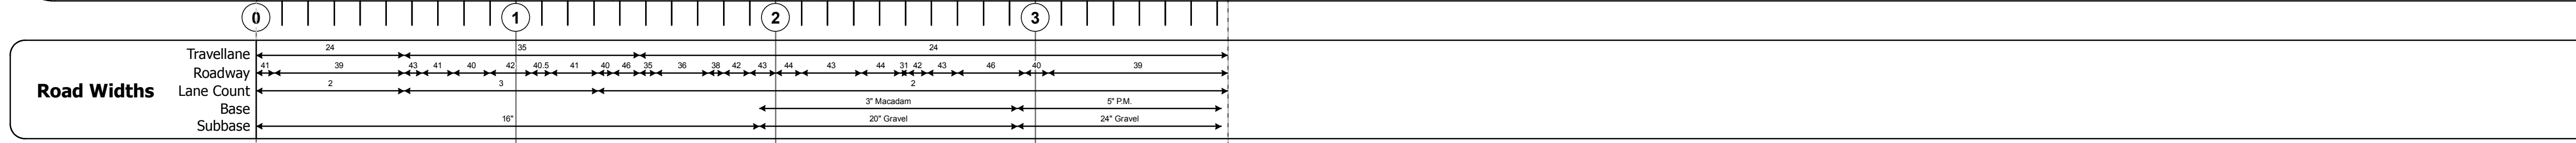 0 1 2 3
Road Widths
Travellane 24 35 24
Roadway 41 39 43 41 40 42 40.5 41 40 46 35 36 38 42 43 44 43 44 31 42 43 46 40 39
Lane Count 2 3 2
Base 3" Macadam 5" P.M.
Subbase 16" 20" Gravel 24" Gravel